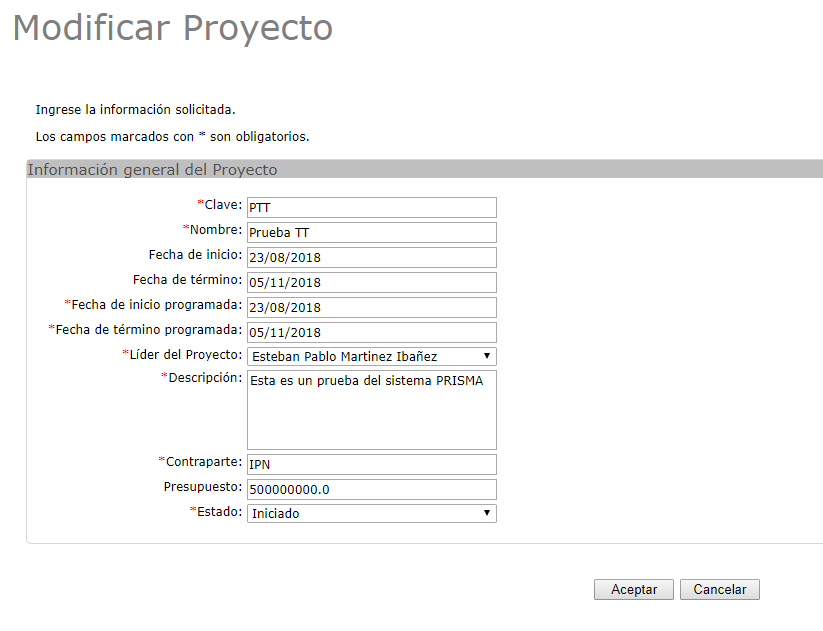 Modificar Proyecto
Ingrese la información solicitada.
Los campos marcados con * son obligatorios.
Información general del Proyecto
*Clave: PTT
*Nombre: Prueba TT
Fecha de inicio: 23/08/2018
Fecha de término: 05/11/2018
*Fecha de inicio programada: 23/08/2018
*Fecha de término programada: 05/11/2018
*Líder del Proyecto: Esteban Pablo Martinez Ibañez
*Descripción: Esta es un prueba del sistema PRISMA
*Contraparte: IPN
Presupuesto: 500000000.0
*Estado: Iniciado
Aceptar Cancelar